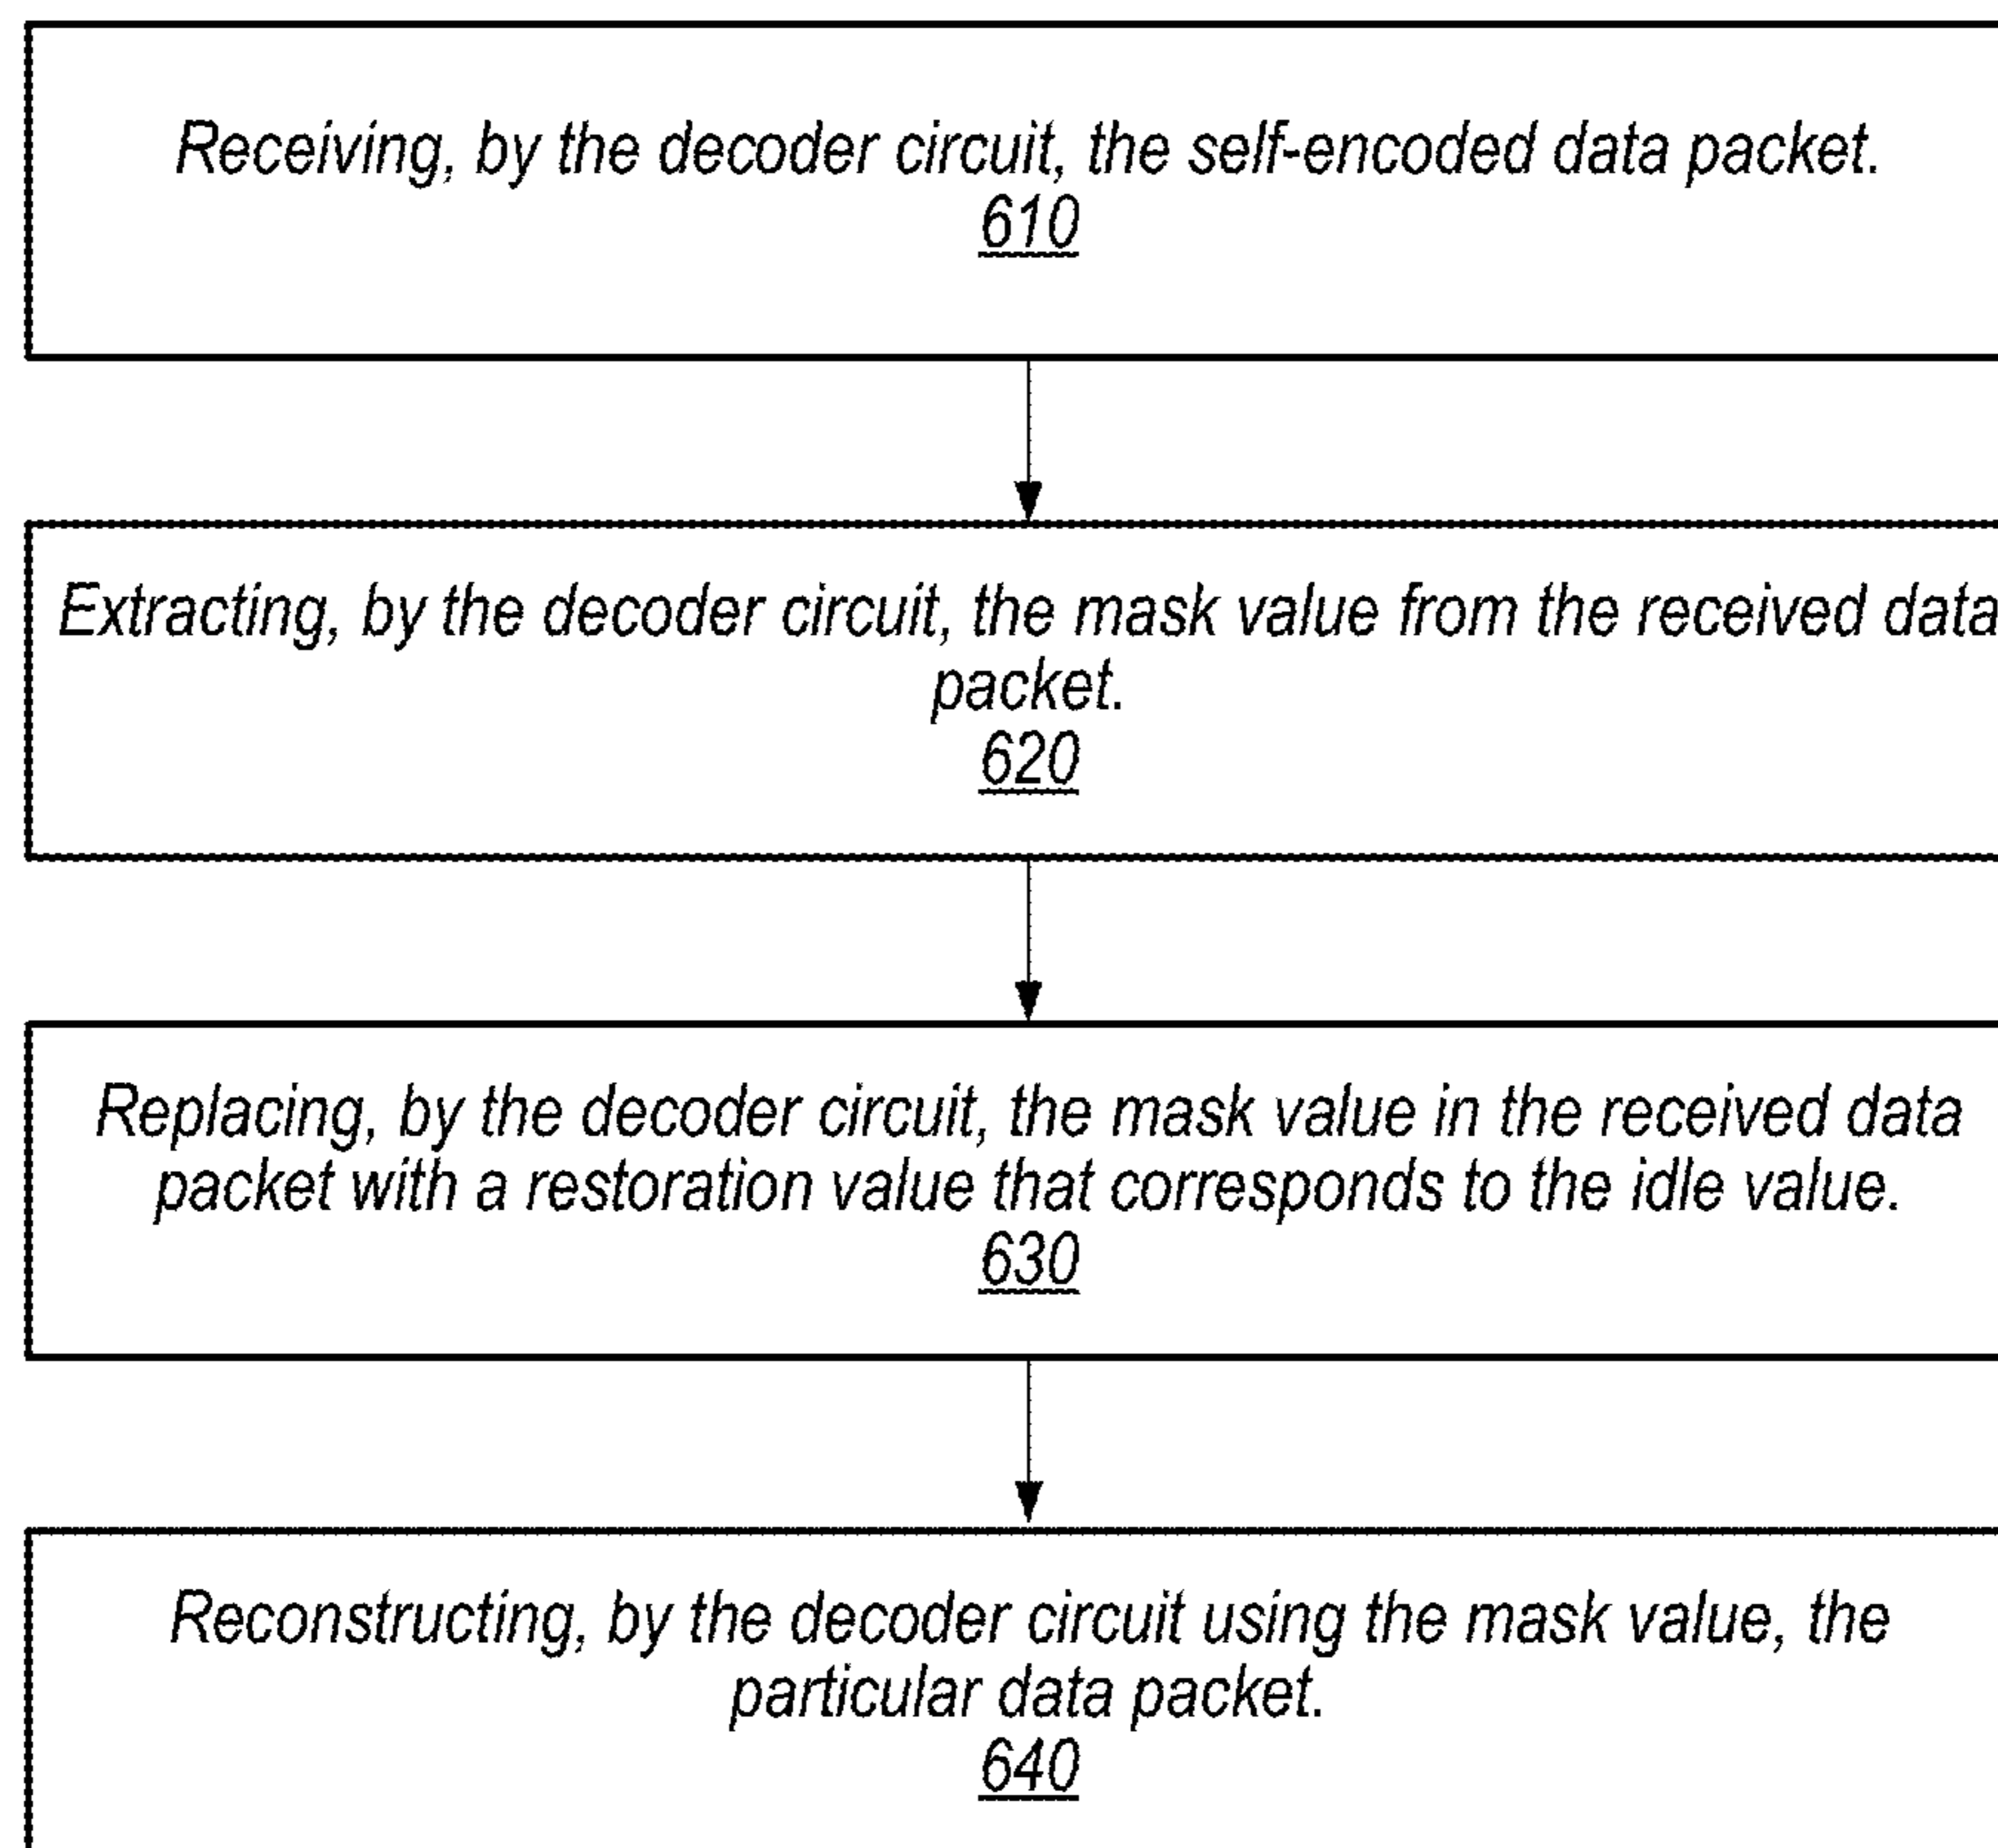 Receiving, by the decoder circuit, the self-encoded data packet.
610
Extracting, by the decoder circuit, the mask value from the received data
packet.
620
Replacing, by the decoder circuit, the mask value in the received data
packet with a restoration value that corresponds to the idle value.
630
Reconstructing, by the decoder circuit using the mask value, the
particular data packet.
640